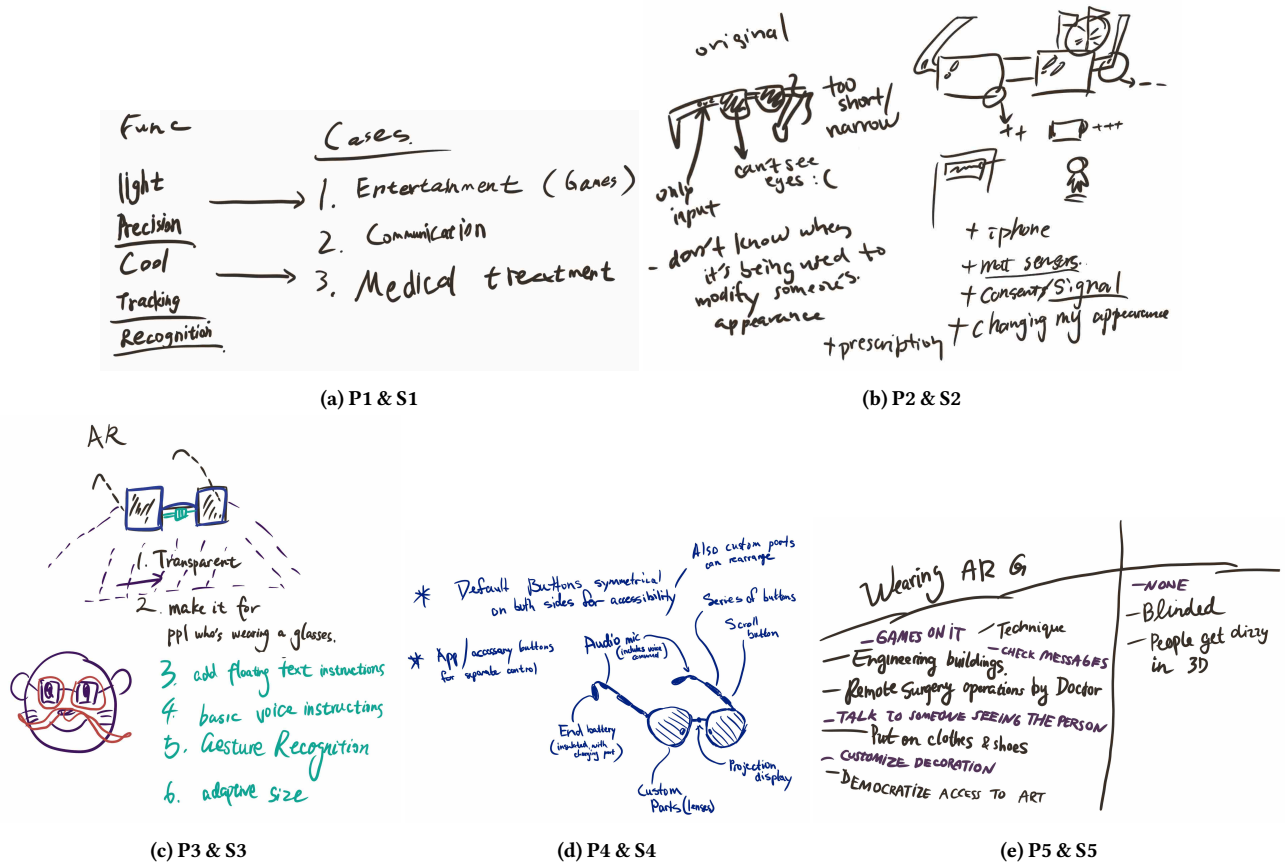 Func
light
Precision
Cool
Tracking
Recognition
Cases.
1. Entertainment (Games)
2. Communication
3. Medical treatment
(a) P1 & S1
original
too
short/
narrow
can't see
eyes :(
only
input
- don't know when
it's being used to
modify someone's
appearance
--
++
+++
+ iphone
sensors
+ consent/signal
+ changing my appearance
+ prescription
(b) P2 & S2
AR
1. Transparent
2. make it for
ppl who's wearing a glasses.
3. add floating text instructions
4. basic voice instructions
5. Gesture Recognition
6. adaptive size
(c) P3 & S3
Also custom ports
can rearrange
* Default Buttons symmetrical
on both sides for accessibility
Series of buttons
Scroll
button
* App/accessary buttons
for separate control
Audio mic
(includes voice
command)
End battery
(insulated with
charging port)
Projection
display
Custom
Parts (lenses)
(d) P4 & S4
Wearing AR G
- GAMES ON IT
- Technique
- CHECK MESSAGES
- Engineering buildings.
- Remote Surgery operations by Doctor
- TALK TO SOMEONE SEEING THE PERSON
- Put on clothes & shoes
- CUSTOMIZE DECORATION
- DEMOCRATIZE ACCESS TO ART
- NONE
- Blinded
- People get dizzy
in 3D
(e) P5 & S5